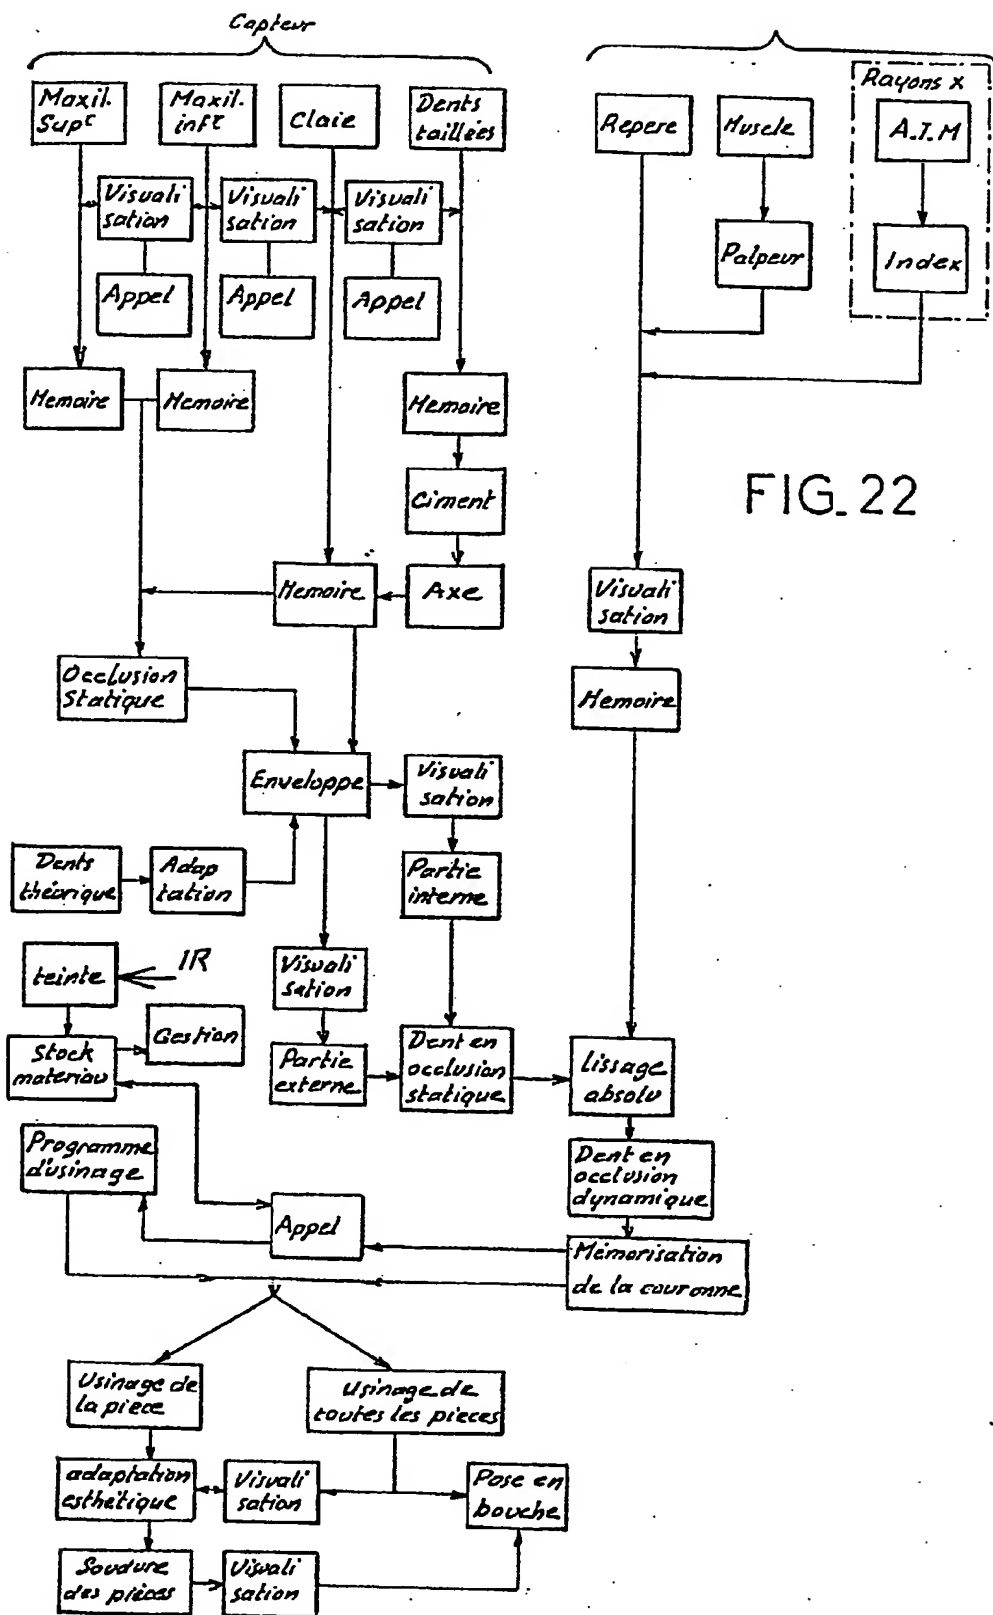 Capteur
Maxil.
Supr
Maxil.
infr
Claie
Dents
taillées
Repere
Muscle
Rayons x
A.T.M
Visuali
sation
Visuali
sation
Visuali
sation
Palpeur
Index
Appel
Appel
Appel
Memoire
Memoire
Memoire
Ciment
FIG. 22
Memoire
Axe
Visuali
sation
Occlusion
Statique
Memoire
Enveloppe
Visuali
sation
Dents
théorique
Adap
tation
Partie
interne
teinte
IR
Visuali
sation
Stock
materiau
Gestion
Partie
externe
Dent en
occlusion
statique
lissage
absolu
Programme
d'usinage
Dent en
occlusion
dynamique
Appel
Mémorisation
de la couronne
Usinage de
la piece
Usinage de
toutes les pieces
adaptation
esthétique
Visuali
sation
Pose en
bouche
Soudure
des pièces
Visuali
sation